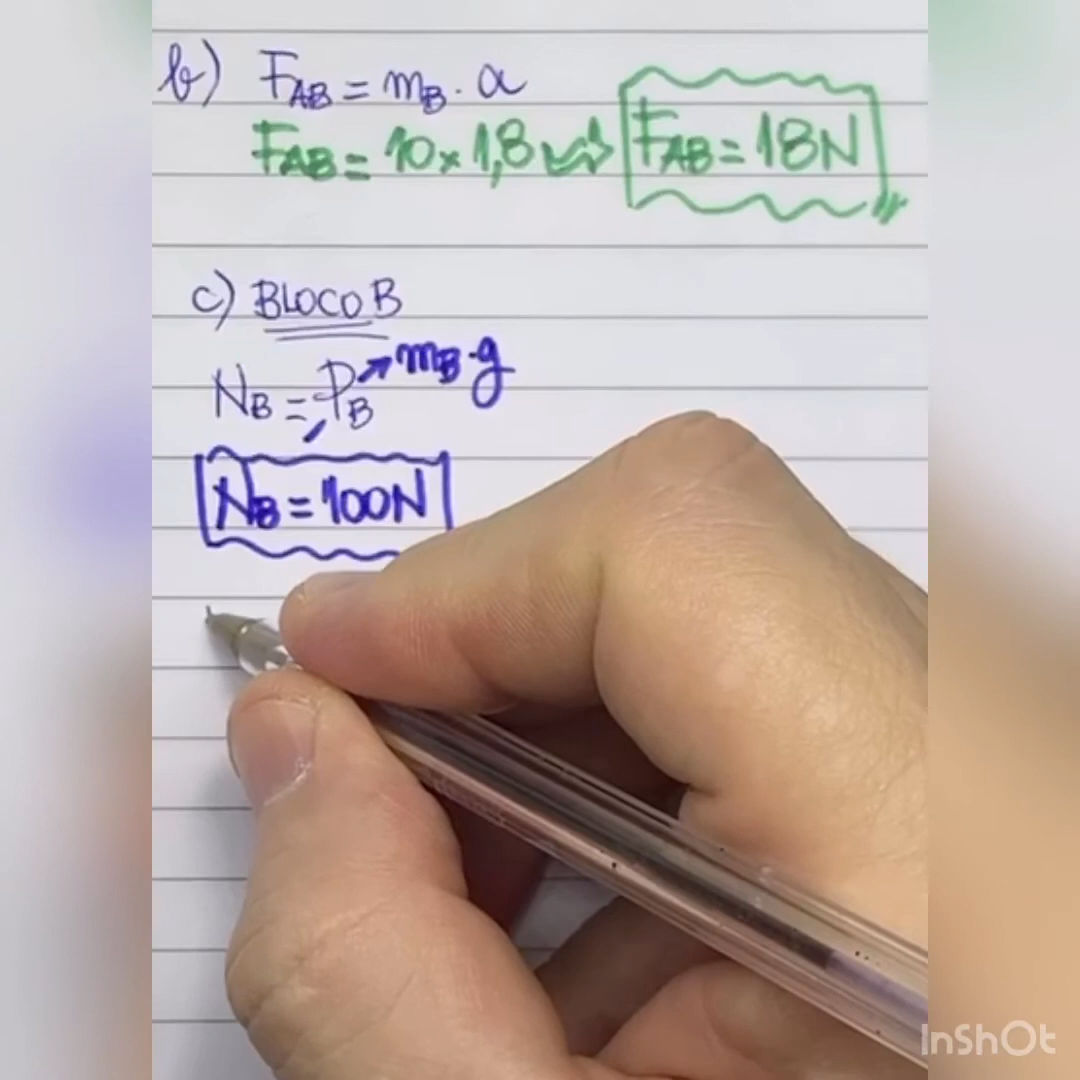 b) FAB = mB . a
FAB = 10 x 1,8 ⇒ FAB = 18N
c) BLOCO B
NB = PB → mB . g
NB = 100N
InShOt